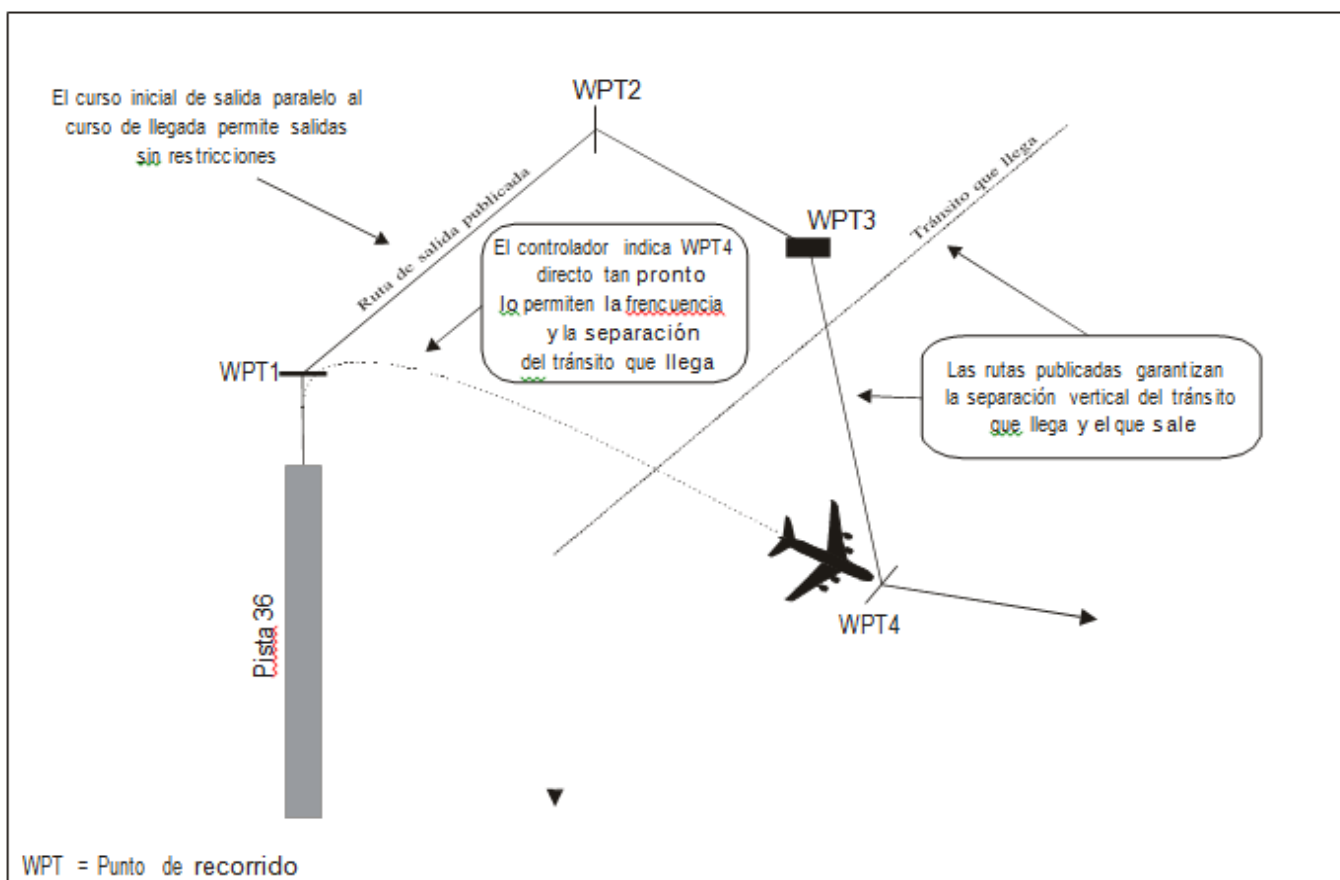 El curso inicial de salida paralelo al
curso de llegada permite salidas
sin restricciones
WPT2
Ruta de salida publicada
Tránsito que llega
WPT3
El controlador indica WPT4
directo tan pronto
lo permiten la frencuencia
y la separación
del tránsito que llega
WPT1
Las rutas publicadas garantizan
la separación vertical del tránsito
que llega y el que sale
Pista 36
WPT4
WPT = Punto de recorrido